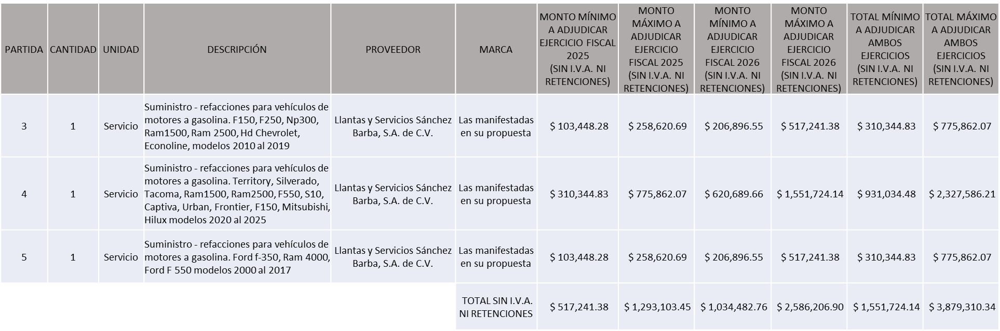 PARTIDA
CANTIDAD
UNIDAD
DESCRIPCIÓN
PROVEEDOR
MARCA
MONTO MÍNIMO
A ADJUDICAR
EJERCICIO FISCAL
2025
(SIN I.V.A. NI
RETENCIONES)
MONTO
MÁXIMO A
ADJUDICAR
EJERCICIO
FISCAL 2025
(SIN I.V.A. NI
RETENCIONES)
MONTO
MÍNIMO A
ADJUDICAR
EJERCICIO
FISCAL 2026
(SIN I.V.A. NI
RETENCIONES)
MONTO
MÁXIMO A
ADJUDICAR
EJERCICIO
FISCAL 2026
(SIN I.V.A. NI
RETENCIONES)
TOTAL MÍNIMO
A ADJUDICAR
AMBOS
EJERCICIOS
(SIN I.V.A. NI
RETENCIONES)
TOTAL MÁXIMO
A ADJUDICAR
AMBOS
EJERCICIOS
(SIN I.V.A. NI
RETENCIONES)
3
1
Servicio
Suministro - refacciones para vehículos de
motores a gasolina. F150, F250, Np300,
Ram1500, Ram 2500, Hd Chevrolet,
Econoline, modelos 2010 al 2019
Llantas y Servicios Sánchez
Barba, S.A. de C.V.
Las manifestadas
en su propuesta
$ 103,448.28
$ 258,620.69
$ 206,896.55
$ 517,241.38
$ 310,344.83
$ 775,862.07
4
1
Servicio
Suministro - refacciones para vehículos de
motores a gasolina. Territory, Silverado,
Tacoma, Ram1500, Ram2500, F550, S10,
Captiva, Urban, Frontier, F150, Mitsubishi,
Hilux modelos 2020 al 2025
Llantas y Servicios Sánchez
Barba, S.A. de C.V.
Las manifestadas
en su propuesta
$ 310,344.83
$ 775,862.07
$ 620,689.66
$ 1,551,724.14
$ 931,034.48
$ 2,327,586.21
5
1
Servicio
Suministro - refacciones para vehículos de
motores a gasolina. Ford f-350, Ram 4000,
Ford F 550 modelos 2000 al 2017
Llantas y Servicios Sánchez
Barba, S.A. de C.V.
Las manifestadas
en su propuesta
$ 103,448.28
$ 258,620.69
$ 206,896.55
$ 517,241.38
$ 310,344.83
$ 775,862.07
TOTAL SIN I.V.A.
NI RETENCIONES
$ 517,241.38
$ 1,293,103.45
$ 1,034,482.76
$ 2,586,206.90
$ 1,551,724.14
$ 3,879,310.34